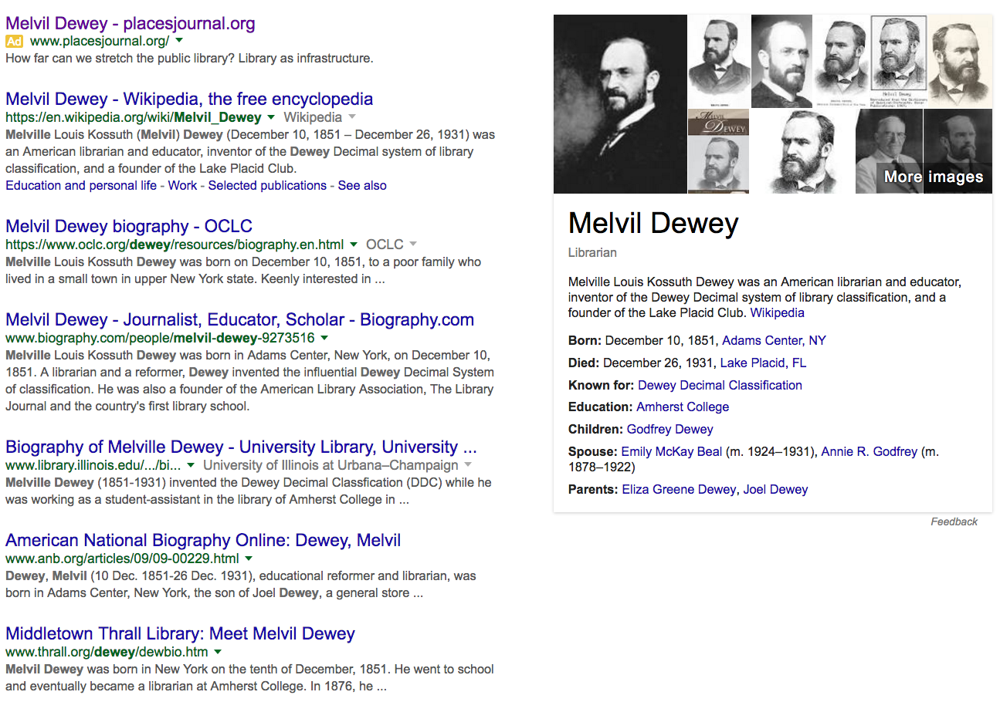 Melvil Dewey - placesjournal.org
Ad www.placesjournal.org/
How far can we stretch the public library? Library as infrastructure.
Melvil Dewey - Wikipedia, the free encyclopedia
https://en.wikipedia.org/wiki/Melvil_Dewey Wikipedia
Melville Louis Kossuth (Melvil) Dewey (December 10, 1851 – December 26, 1931) was
an American librarian and educator, inventor of the Dewey Decimal system of library
classification, and a founder of the Lake Placid Club.
Education and personal life - Work - Selected publications - See also
Melvil Dewey biography - OCLC
https://www.oclc.org/dewey/resources/biography.en.html OCLC
Melville Louis Kossuth Dewey was born on December 10, 1851, to a poor family who
lived in a small town in upper New York state. Keenly interested in ...
Melvil Dewey - Journalist, Educator, Scholar - Biography.com
www.biography.com/people/melvil-dewey-9273516
Melville Louis Kossuth Dewey was born in Adams Center, New York, on December 10,
1851. A librarian and a reformer, Dewey invented the influential Dewey Decimal System
of classification. He was also a founder of the American Library Association, The Library
Journal and the country's first library school.
Biography of Melville Dewey - University Library, University ...
www.library.illinois.edu/.../bi... University of Illinois at Urbana–Champaign
Melville Dewey (1851-1931) invented the Dewey Decimal Classfication (DDC) while he
was working as a student-assistant in the library of Amherst College in ...
American National Biography Online: Dewey, Melvil
www.anb.org/articles/09/09-00229.html
Dewey, Melvil (10 Dec. 1851-26 Dec. 1931), educational reformer and librarian, was
born in Adams Center, New York, the son of Joel Dewey, a general store ...
Middletown Thrall Library: Meet Melvil Dewey
www.thrall.org/dewey/dewbio.htm
Melvil Dewey was born in New York on the tenth of December, 1851. He went to school
and eventually became a librarian at Amherst College. In 1876, he ...
Melvil Dewey
MELVIL
DEWEY
More images
Melvil Dewey
Librarian
Melville Louis Kossuth Dewey was an American librarian and educator,
inventor of the Dewey Decimal system of library classification, and a
founder of the Lake Placid Club. Wikipedia
Born: December 10, 1851, Adams Center, NY
Died: December 26, 1931, Lake Placid, FL
Known for: Dewey Decimal Classification
Education: Amherst College
Children: Godfrey Dewey
Spouse: Emily McKay Beal (m. 1924–1931), Annie R. Godfrey (m.
1878–1922)
Parents: Eliza Greene Dewey, Joel Dewey
Feedback